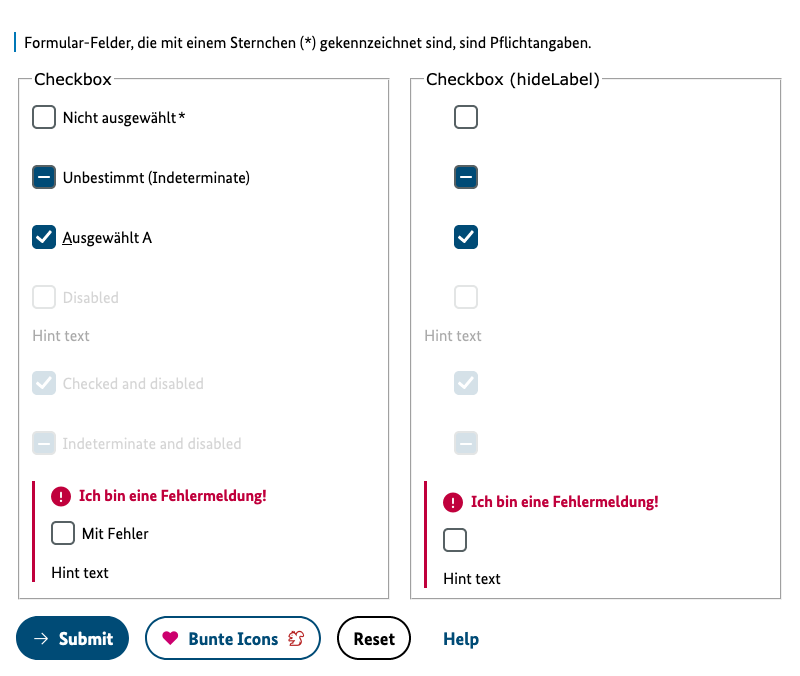 Formular-Felder, die mit einem Sternchen (*) gekennzeichnet sind, sind Pflichtangaben.
Checkbox
Nicht ausgewählt*
Unbestimmt (Indeterminate)
Ausgewählt A
Disabled
Hint text
Checked and disabled
Indeterminate and disabled
Ich bin eine Fehlermeldung!
Mit Fehler
Hint text
Checkbox (hideLabel)
Hint text
Ich bin eine Fehlermeldung!
Hint text
Submit
Bunte Icons
Reset
Help